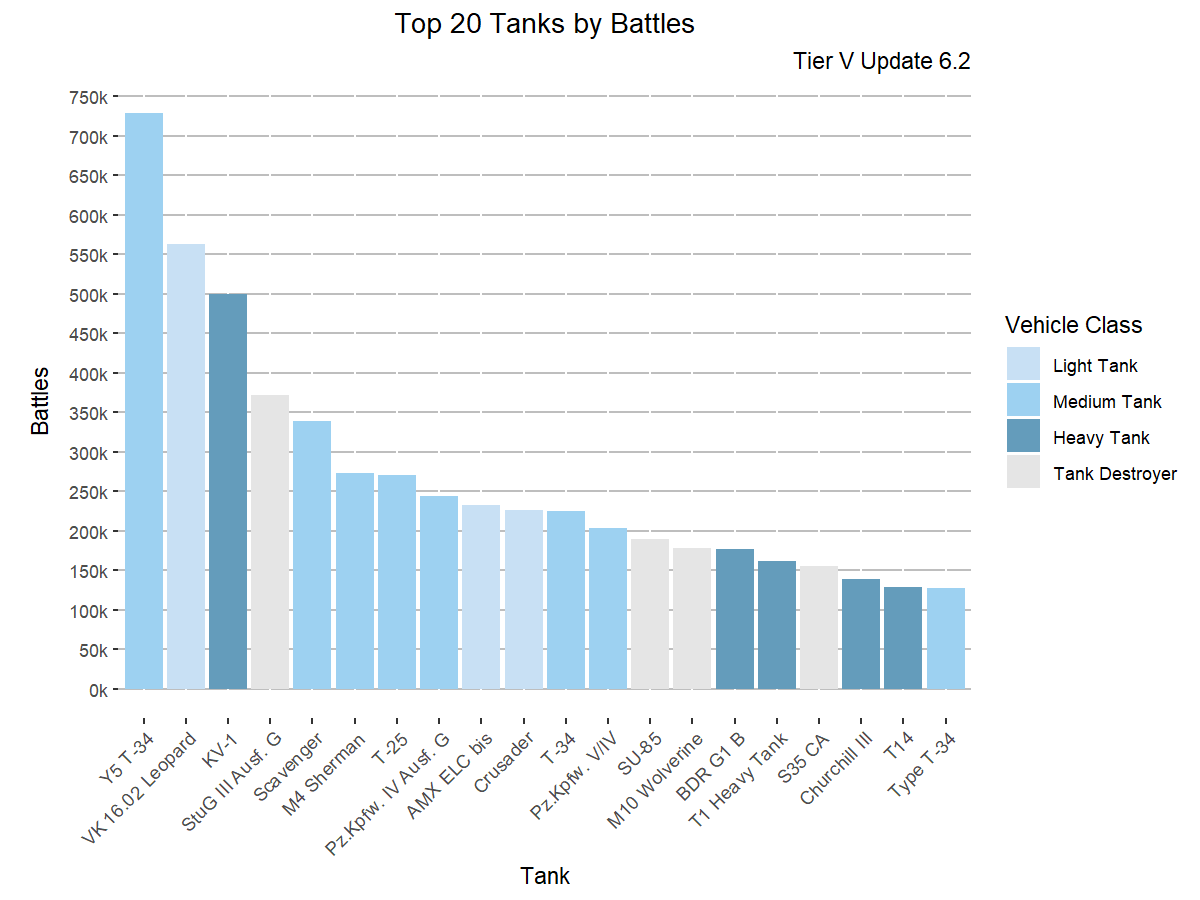 Top 20 Tanks by Battles
Tier V Update 6.2
750k
700k
650k
600k
550k
500k
450k
400k
350k
300k
250k
200k
150k
100k
50k
0k
Battles
Y5 T-34
VK 16.02 Leopard
KV-1
StuG III Ausf. G
Scavenger
M4 Sherman
T-25
Pz.Kpfw. IV Ausf. G
AMX ELC bis
Crusader
T-34
Pz.Kpfw. V/IV
SU-85
M10 Wolverine
BDR G1 B
T1 Heavy Tank
S35 CA
Churchill III
T14
Type T-34
Tank
Vehicle Class
Light Tank
Medium Tank
Heavy Tank
Tank Destroyer